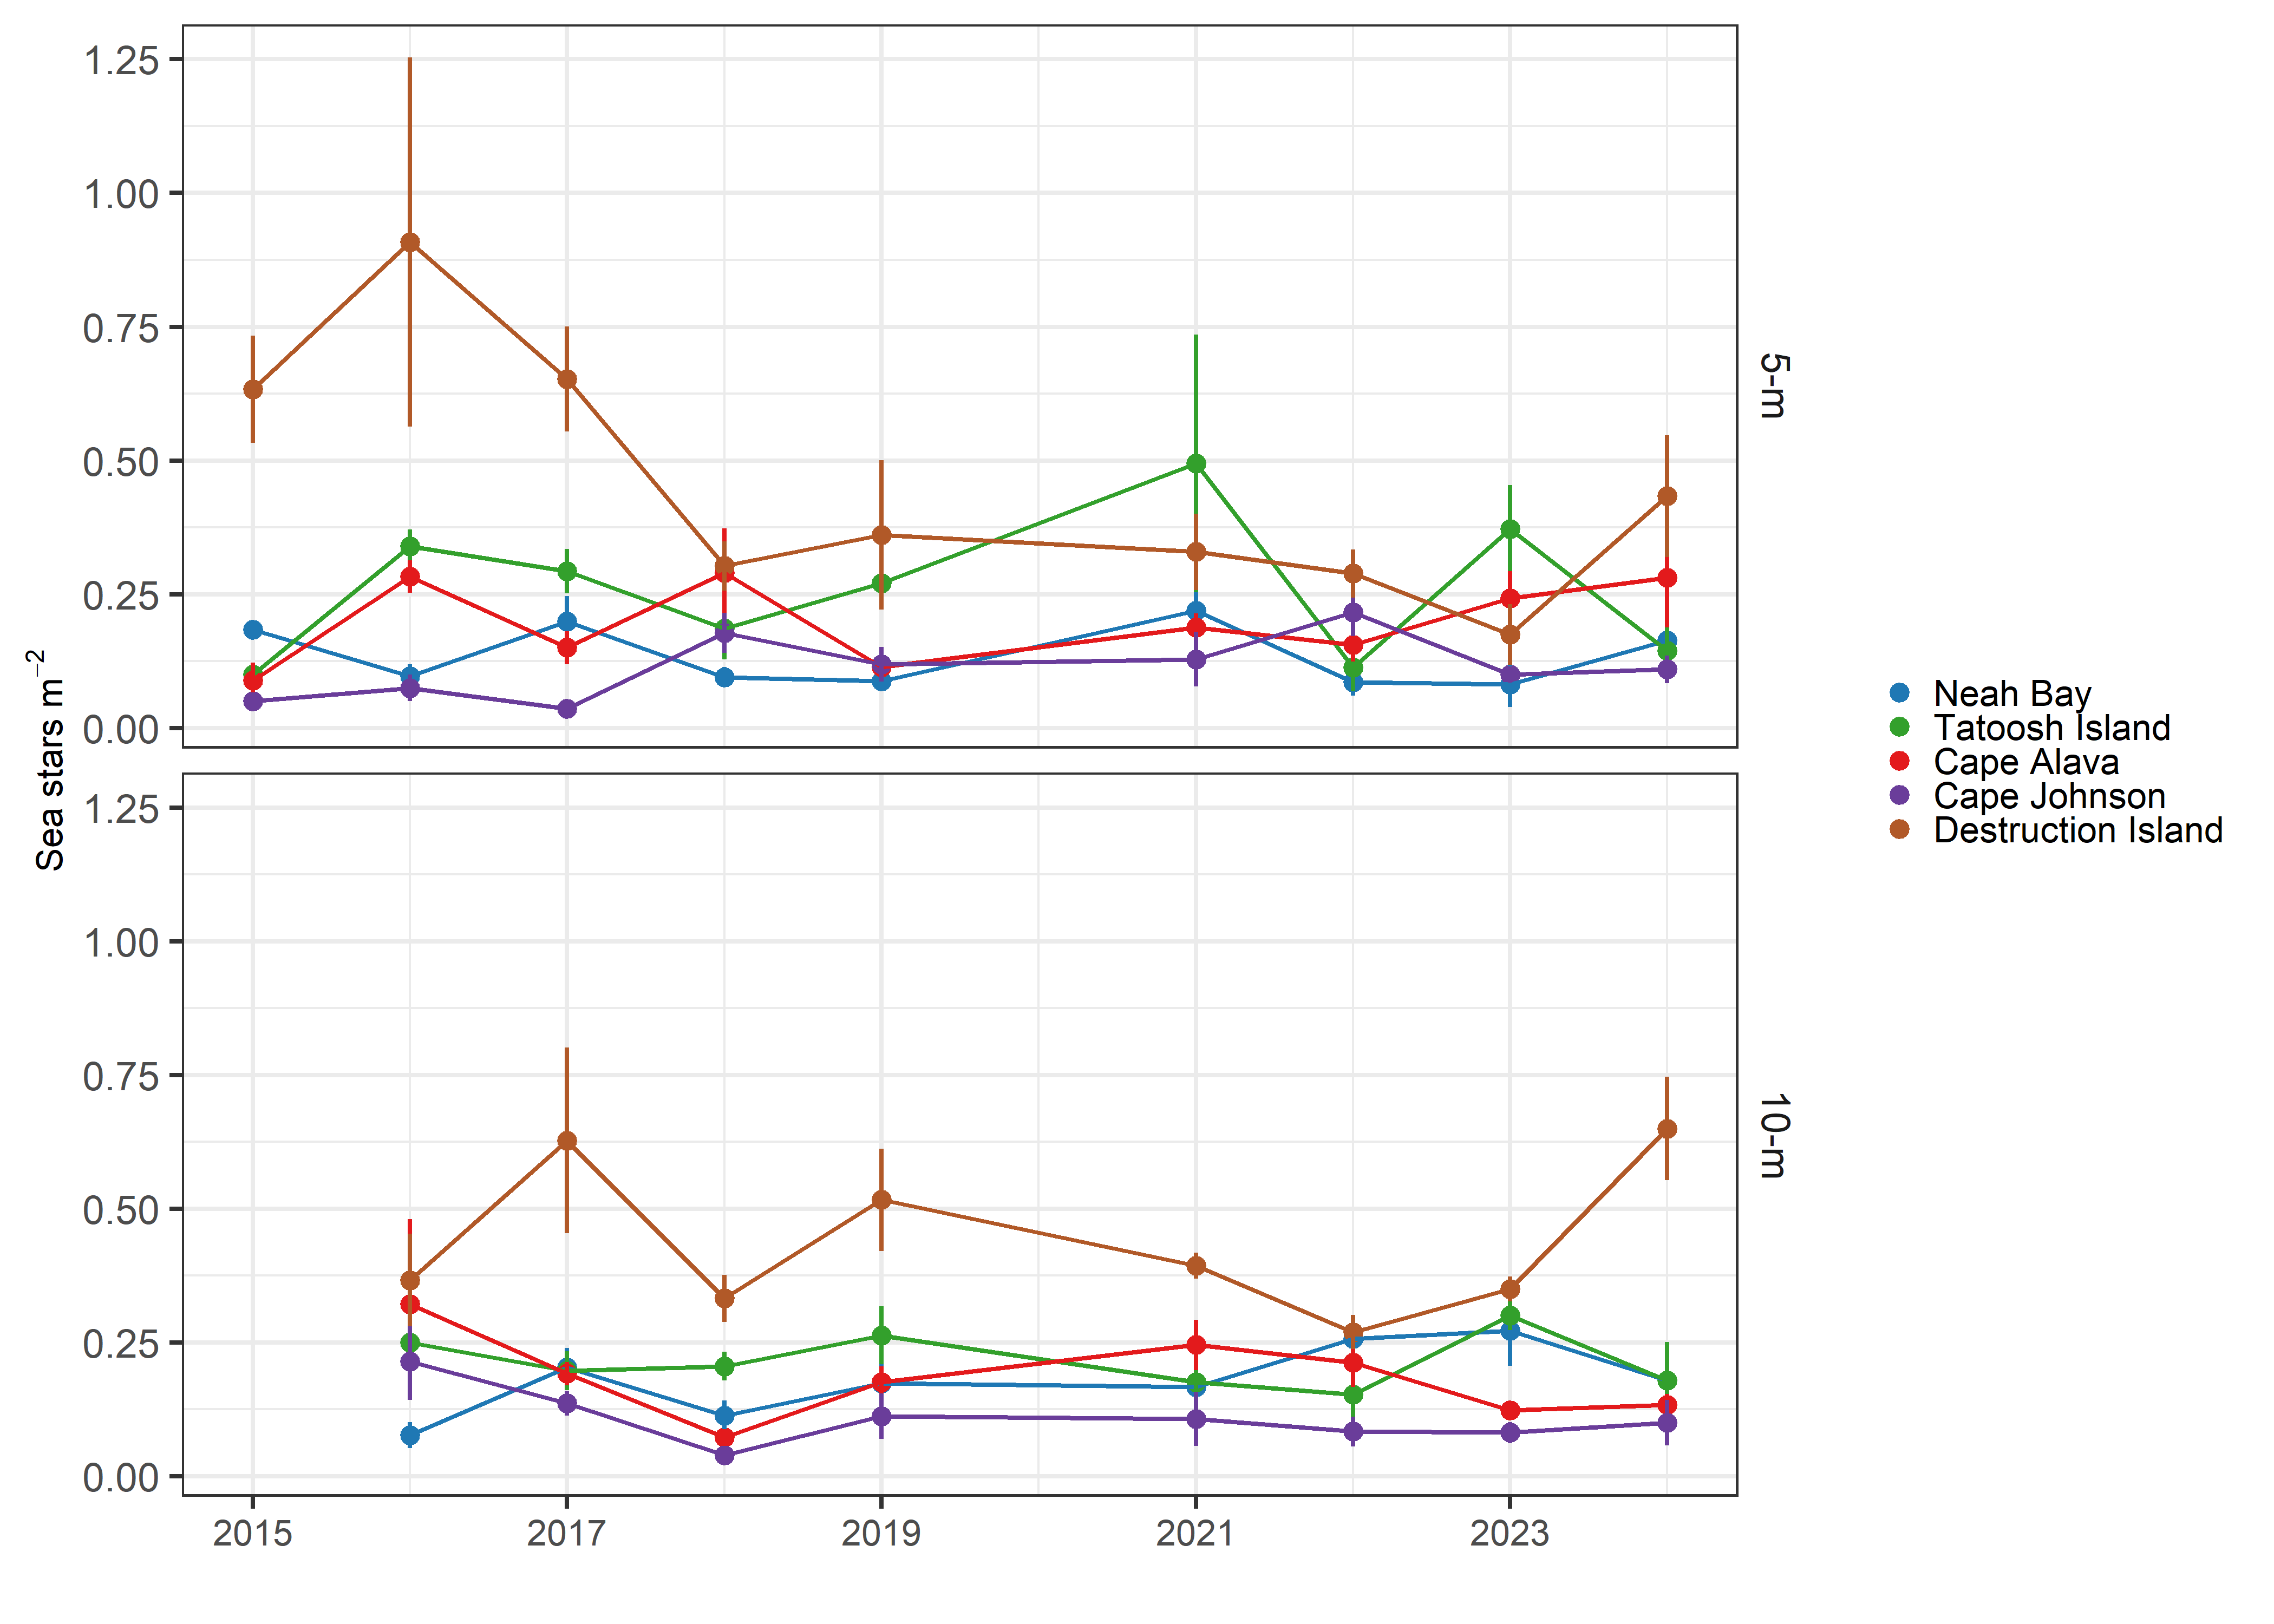 Sea stars m⁻²
1.25
1.00
0.75
0.50
0.25
0.00
5-m
1.25
1.00
0.75
0.50
0.25
0.00
10-m
2015
2017
2019
2021
2023
Neah Bay
Tatoosh Island
Cape Alava
Cape Johnson
Destruction Island